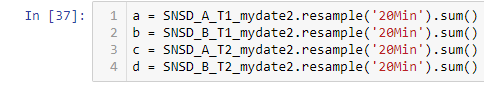 In [37]:
1 a = SNSD_A_T1_mydate2.resample('20Min').sum()
2 b = SNSD_B_T1_mydate2.resample('20Min').sum()
3 c = SNSD_A_T2_mydate2.resample('20Min').sum()
4 d = SNSD_B_T2_mydate2.resample('20Min').sum()